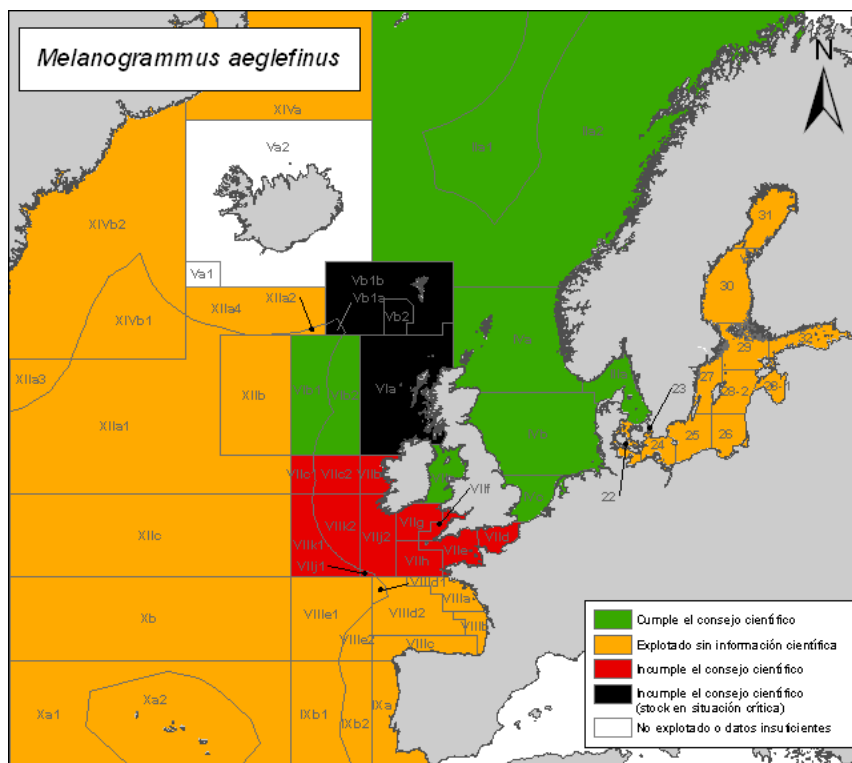 Melanogrammus aeglefinus
N
XIVa
Va2
IIa1
IIa2
31
XIVb2
Va1
Vb1b
30
XIIa2
Vb1a
XIIa4
Vb2
XIVb1
IVa
29
32
XIIa3
VIb1
VIb2
VIa
IIIa
23
27
28-2
28-1
XIIb
XIIa1
IVb
24
25
26
VIIc1
VIIc2
VIIb
VIIf
22
IVc
VIIk2
VIIj2
VIIg
VIId
XIIc
VIIk1
VIIe
VIIh
VIIj1
VIIId1
VIIIa
Xb
VIIIe1
VIIId2
VIIIb
VIIIe2
VIIIc
Xa2
Xa1
IXb1
IXb2
IXa
Cumple el consejo científico
Explotado sin información científica
Incumple el consejo científico
Incumple el consejo científico
(stock en situación crítica)
No explotado o datos insuficientes